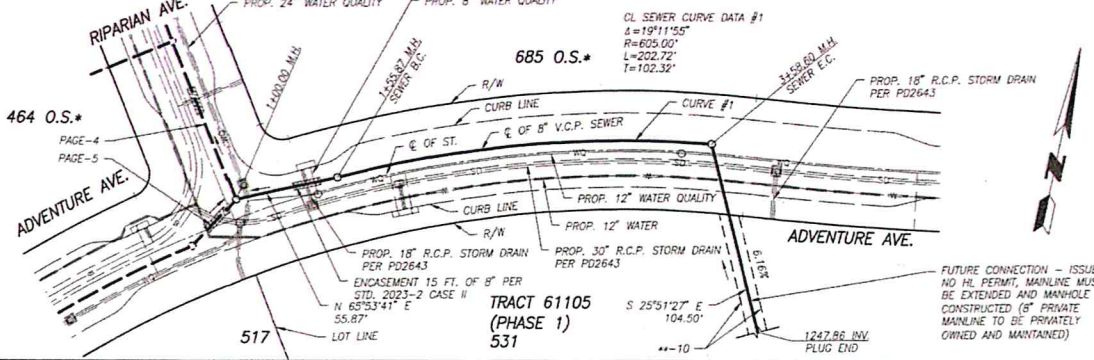 RIPARIAN AVE.
PROP. 24" WATER QUALITY
PROP. 8" WATER QUALITY
CL SEWER CURVE DATA #1
Δ=19°11'55"
R=605.00'
L=202.72'
T=102.32'
1+00.00 M.H.
1+55.87 M.H.
SEWER B.C.
685 O.S.*
3+58.60 M.H.
SEWER E.C.
PROP. 18" R.C.P. STORM DRAIN
PER PD2643
464 O.S.*
R/W
CURB LINE
CURVE #1
℄ OF 8" V.C.P. SEWER
PAGE-4
PAGE-5
℄ OF ST.
WQ
SD
WQ
SD
W
N
ADVENTURE AVE.
CURB LINE
PROP. 12" WATER QUALITY
R/W
PROP. 12" WATER
ADVENTURE AVE.
PROP. 18" R.C.P. STORM DRAIN
PER PD2643
PROP. 30" R.C.P. STORM DRAIN
PER PD2643
6.16%
ENCASEMENT 15 FT. OF 8" PER
STD. 2023-2 CASE II
N 65°53'41" E
55.87'
TRACT 61105
(PHASE 1)
531
S 25°51'27" E
104.50'
FUTURE CONNECTION – ISSUE
NO HL PERMIT, MAINLINE MUS
BE EXTENDED AND MANHOLE
CONSTRUCTED (8" PRIVATE
MAINLINE TO BE PRIVATELY
OWNED AND MAINTAINED)
517
LOT LINE
**-10
1247.86 INV
PLUG END